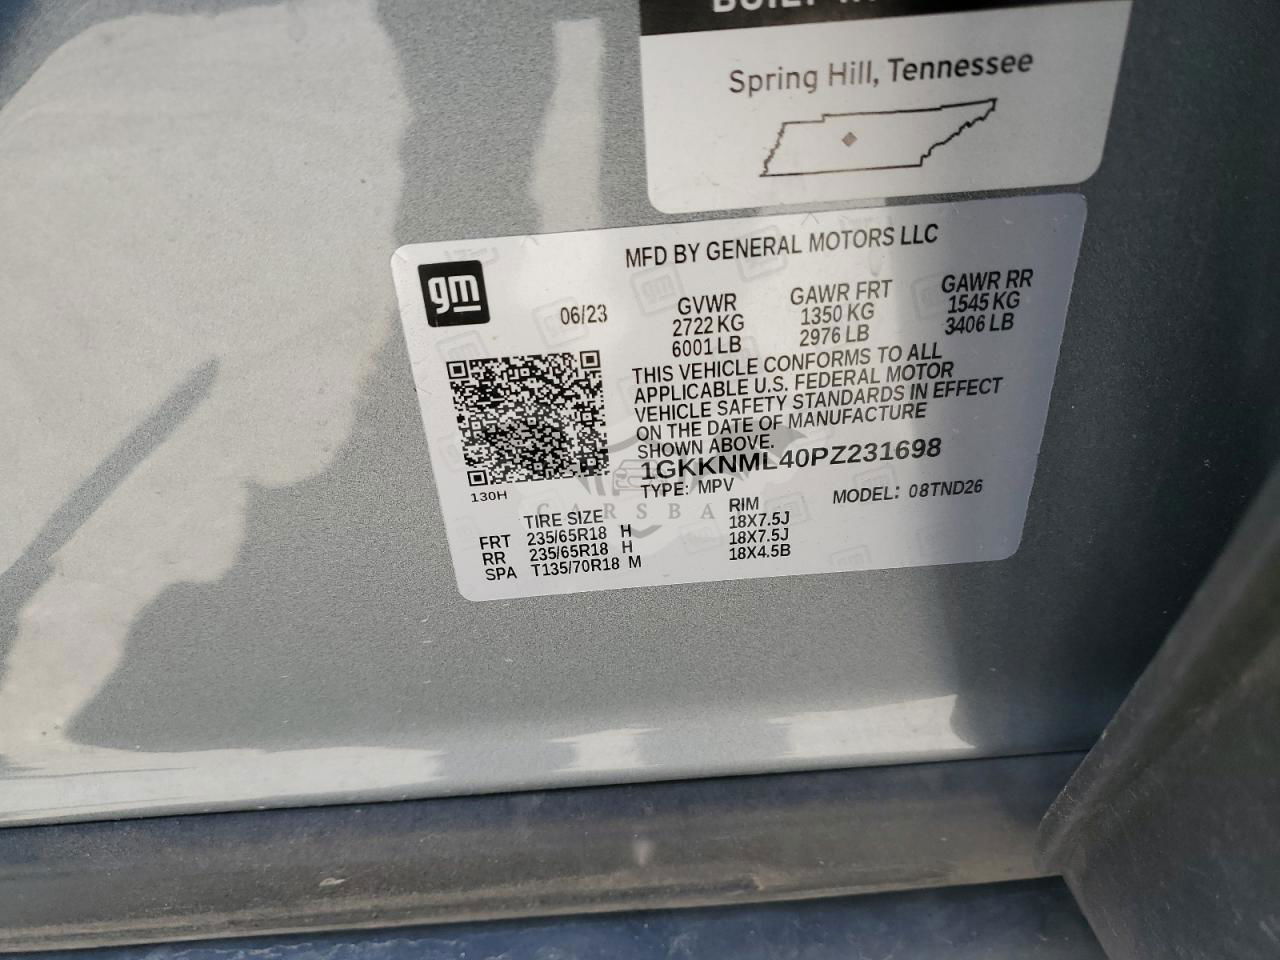 Spring Hill, Tennessee
MFD BY GENERAL MOTORS LLC
gm
06/23
GVWR
2722 KG
6001 LB
GAWR FRT
1350 KG
2976 LB
GAWR RR
1545 KG
3406 LB
THIS VEHICLE CONFORMS TO ALL
APPLICABLE U.S. FEDERAL MOTOR
VEHICLE SAFETY STANDARDS IN EFFECT
ON THE DATE OF MANUFACTURE
SHOWN ABOVE.
1GKKNML40PZ231698
130H
TYPE: MPV
MODEL: 08TND26
TIRE SIZE RIM
FRT 235/65R18 H 18X7.5J
RR 235/65R18 H 18X7.5J
SPA T135/70R18 M 18X4.5B